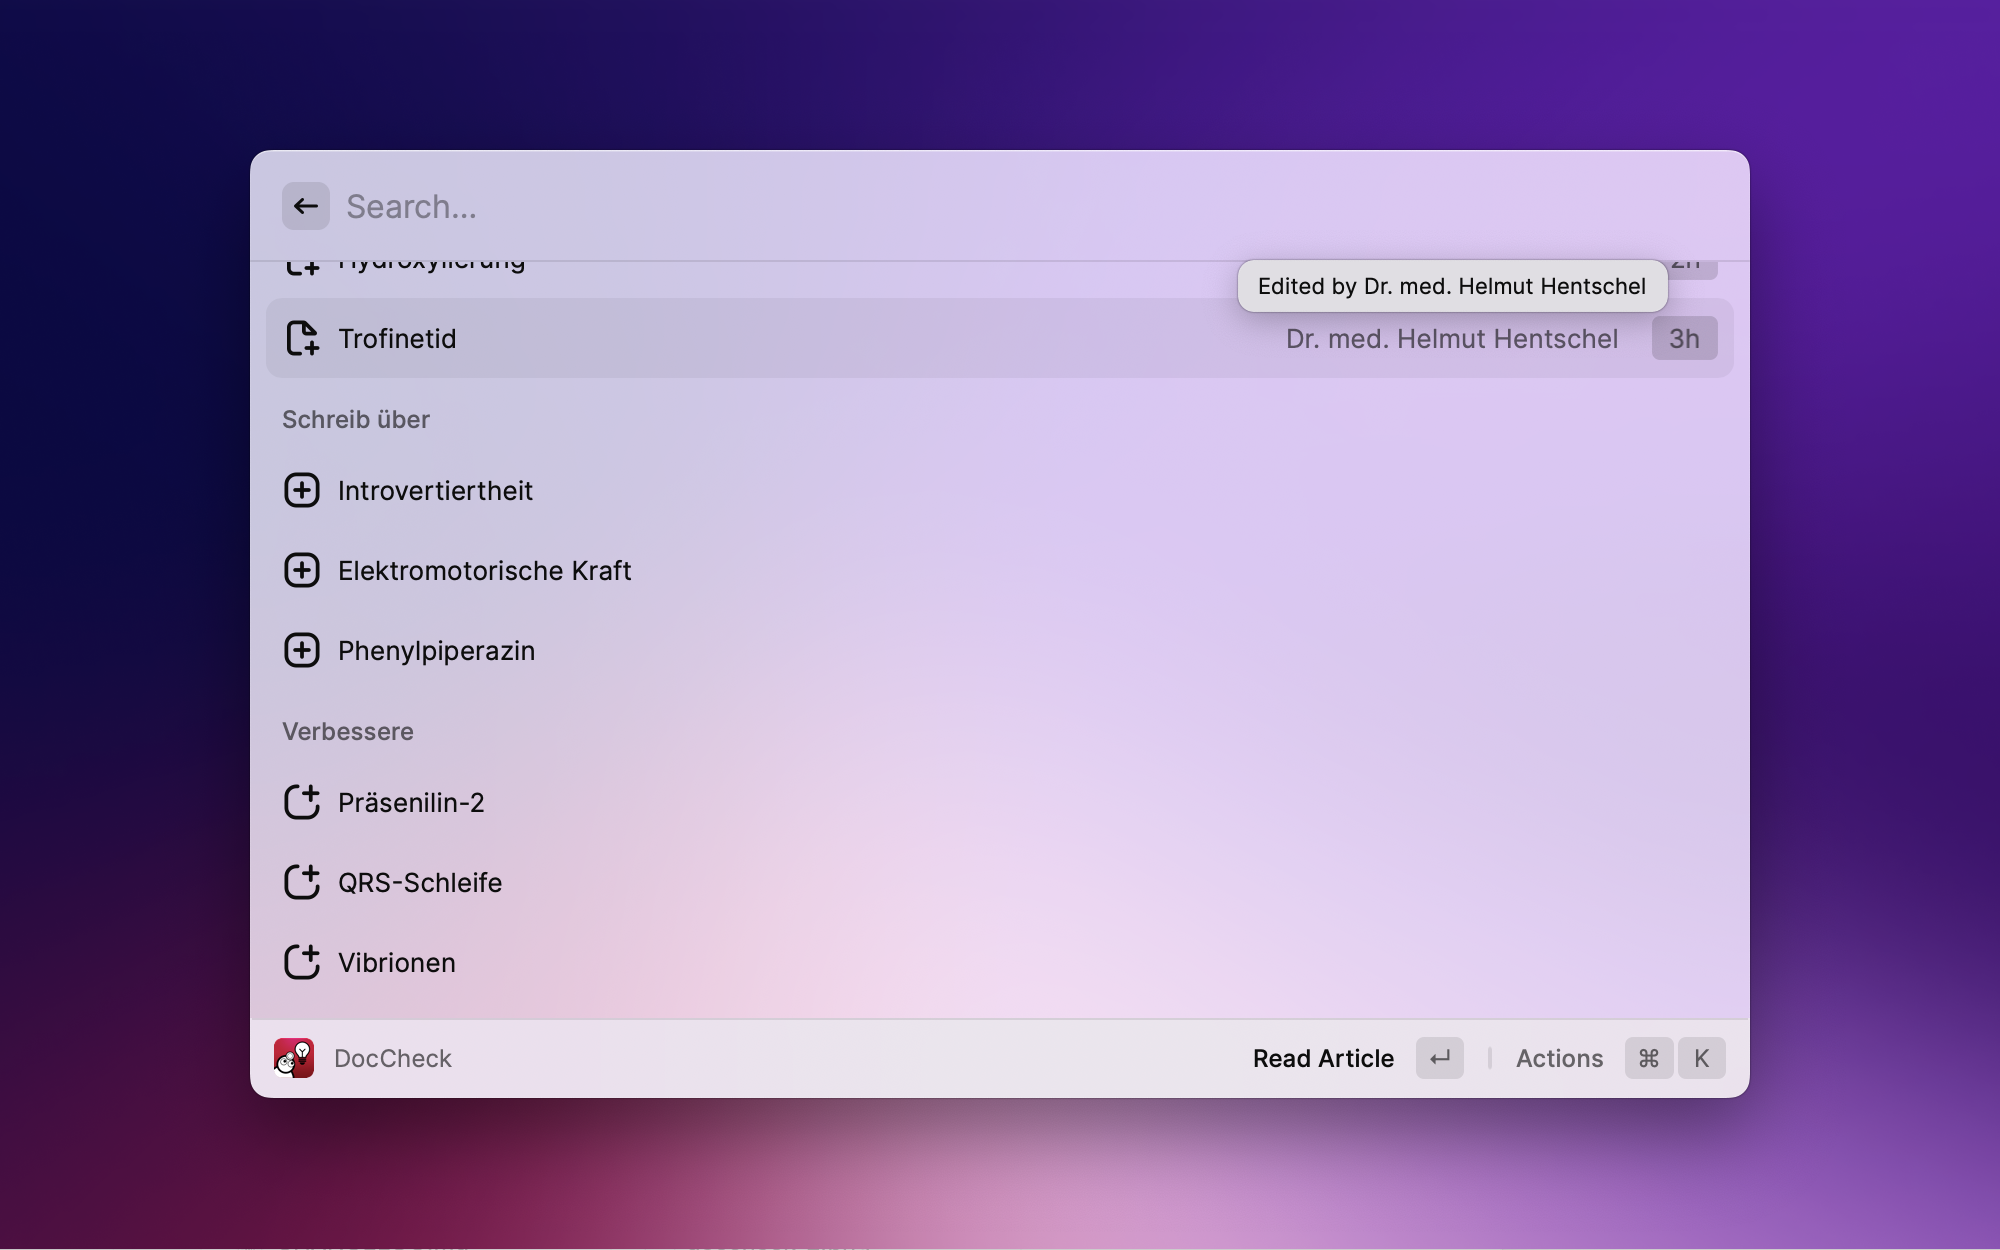 Search...
Hydroxylierung 2h
Edited by Dr. med. Helmut Hentschel
Trofinetid Dr. med. Helmut Hentschel 3h
Schreib über
Introvertiertheit
Elektromotorische Kraft
Phenylpiperazin
Verbessere
Präsenilin-2
QRS-Schleife
Vibrionen
DocCheck Read Article Actions ⌘ K